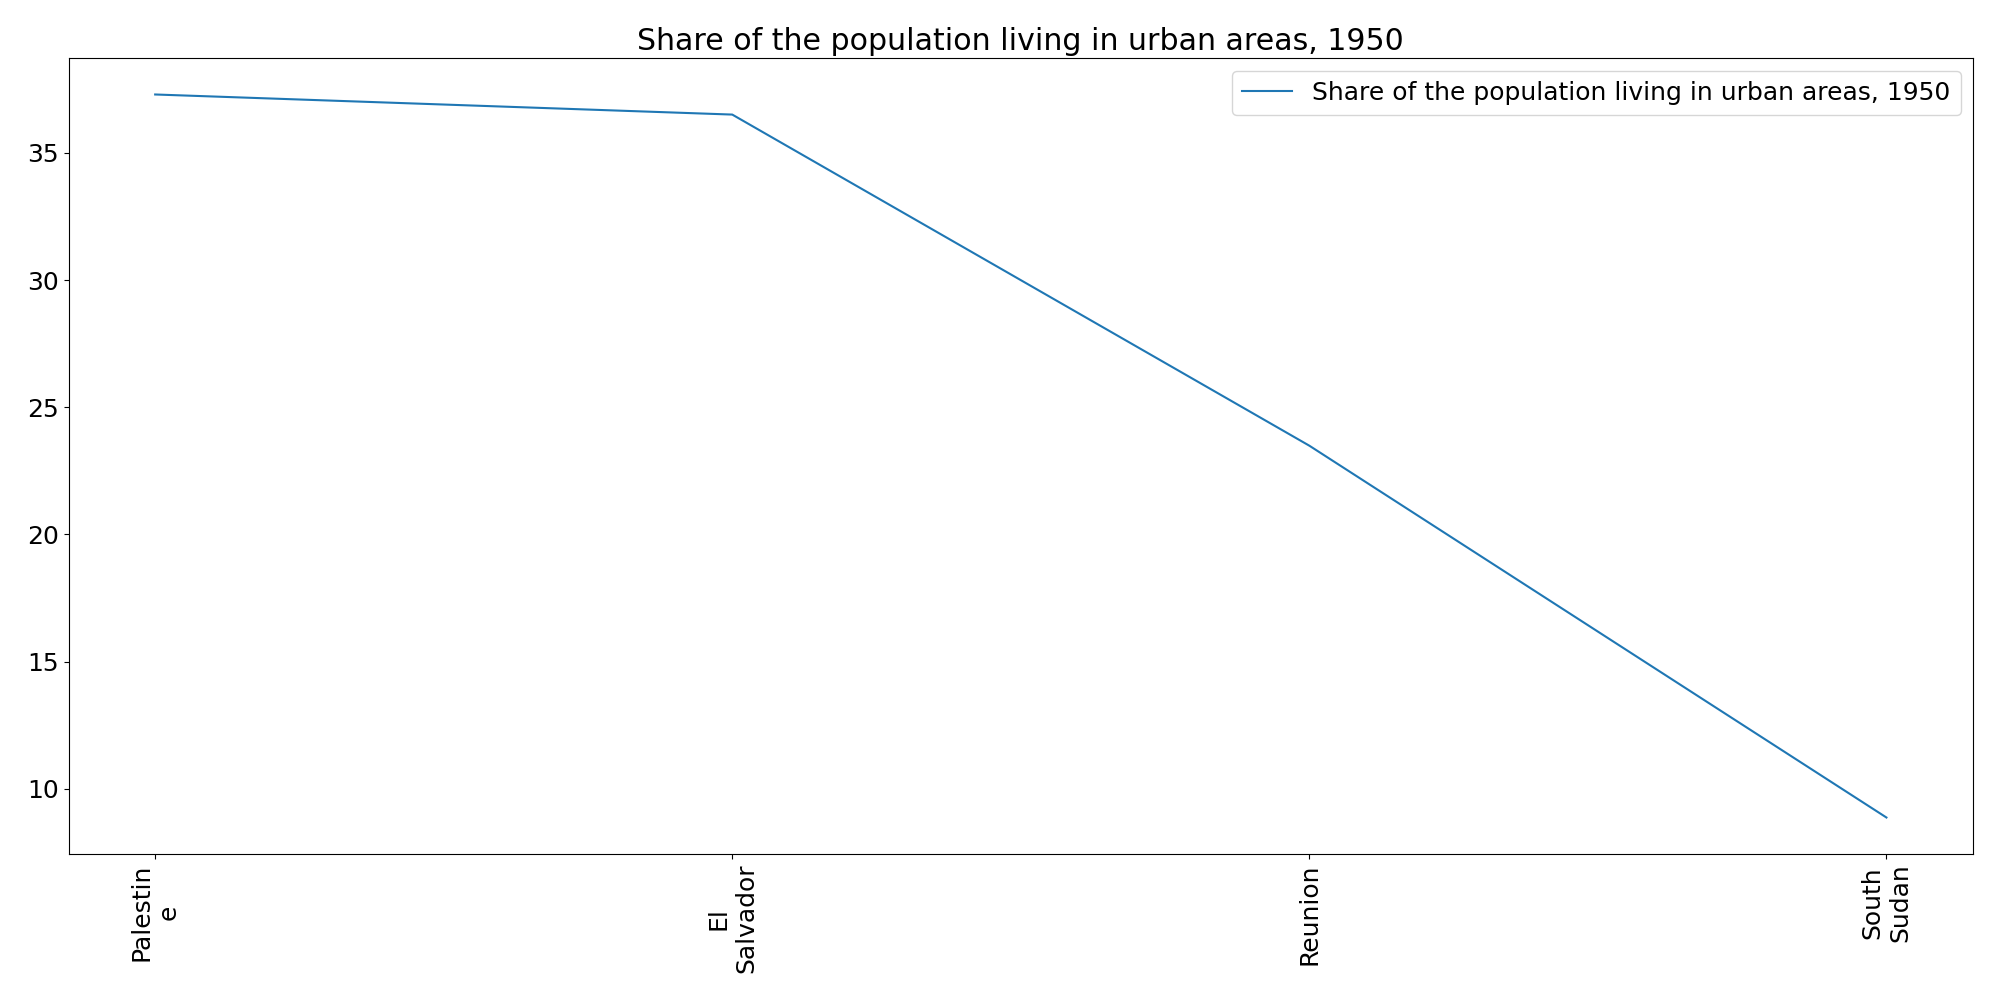 Share of the population living in urban areas, 1950
Share of the population living in urban areas, 1950
35
30
25
20
15
10
Palestin
e
El
Salvador
Reunion
South
Sudan